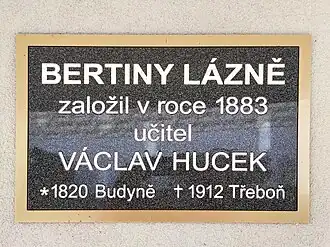 BERTINY LÁZNĚ
založil v roce 1883
učitel
VÁCLAV HUCEK
*1820 Budyně †1912 Třeboň